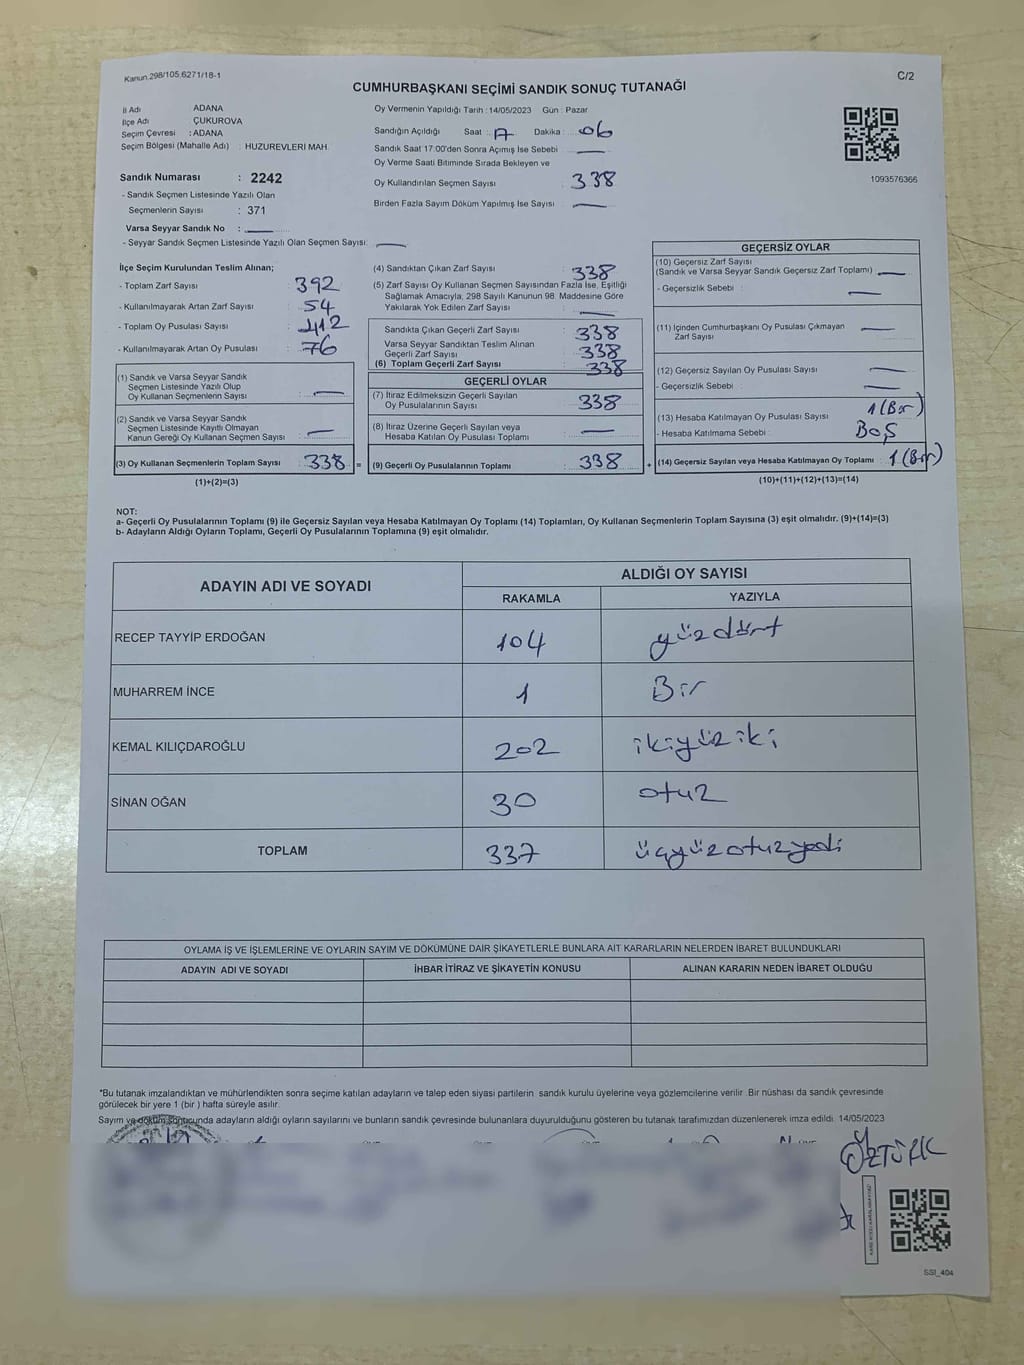 Kanun.298/105,6271/18-1
C/2
CUMHURBAŞKANI SEÇİMİ SANDIK SONUÇ TUTANAĞI
İl Adı ADANA
İlçe Adı ÇUKUROVA
Seçim Çevresi : ADANA
Seçim Bölgesi (Mahalle Adı) : HUZUREVLERİ MAH.
Sandık Numarası : 2242
- Sandık Seçmen Listesinde Yazılı Olan
Seçmenlerin Sayısı : 371
Varsa Seyyar Sandık No :
- Seyyar Sandık Seçmen Listesinde Yazılı Olan Seçmen Sayısı:
Oy Vermenin Yapıldığı Tarih : 14/05/2023 Gün : Pazar
Sandığın Açıldığı Saat : 17 Dakika : 06
Sandık Saat 17:00'den Sonra Açımış İse Sebebi
Oy Verme Saati Bitiminde Sırada Bekleyen ve
Oy Kullandırılan Seçmen Sayısı : 338
Birden Fazla Sayım Döküm Yapılmış İse Sayısı
1093576366
İlçe Seçim Kurulundan Teslim Alınan;
- Toplam Zarf Sayısı : 392
- Kullanılmayarak Artan Zarf Sayısı : 54
- Toplam Oy Pusulası Sayısı : 412
- Kullanılmayarak Artan Oy Pusulası : 76
(1) Sandık ve Varsa Seyyar Sandık
Seçmen Listesinde Yazılı Olup
Oy Kullanan Seçmenlerin Sayısı :
(2) Sandık ve Varsa Seyyar Sandık
Seçmen Listesinde Kayıtlı Olmayan
Kanun Gereği Oy Kullanan Seçmen Sayısı :
(3) Oy Kullanan Seçmenlerin Toplam Sayısı : 338 =
(1)+(2)=(3)
(4) Sandıktan Çıkan Zarf Sayısı : 338
(5) Zarf Sayısı Oy Kullanan Seçmen Sayısından Fazla İse, Eşitliği
Sağlamak Amacıyla, 298 Sayılı Kanunun 98. Maddesine Göre
Yakılarak Yok Edilen Zarf Sayısı :
Sandıkta Çıkan Geçerli Zarf Sayısı : 338
Varsa Seyyar Sandıktan Teslim Alınan
Geçerli Zarf Sayısı : 338
(6) Toplam Geçerli Zarf Sayısı : 338
GEÇERLİ OYLAR
(7) İtiraz Edilmeksizin Geçerli Sayılan
Oy Pusulalarının Sayısı : 338
(8) İtiraz Üzerine Geçerli Sayılan veya
Hesaba Katılan Oy Pusulası Toplamı :
(9) Geçerli Oy Pusulalarının Toplamı : 338 +
GEÇERSİZ OYLAR
(10) Geçersiz Zarf Sayısı
(Sandık ve Varsa Seyyar Sandık Geçersiz Zarf Toplamı)
- Geçersizlik Sebebi :
(11) İçinden Cumhurbaşkanı Oy Pusulası Çıkmayan
Zarf Sayısı
(12) Geçersiz Sayılan Oy Pusulası Sayısı :
- Geçersizlik Sebebi :
(13) Hesaba Katılmayan Oy Pusulası Sayısı : 1 (Bir)
- Hesaba Katılmama Sebebi : Boş
(14) Geçersiz Sayılan veya Hesaba Katılmayan Oy Toplamı : 1 (Bir)
(10)+(11)+(12)+(13)=(14)
NOT:
a- Geçerli Oy Pusulalarının Toplamı (9) ile Geçersiz Sayılan veya Hesaba Katılmayan Oy Toplamı (14) Toplamları, Oy Kullanan Seçmenlerin Toplam Sayısına (3) eşit olmalıdır. (9)+(14)=(3)
b- Adayların Aldığı Oyların Toplamı, Geçerli Oy Pusulalarının Toplamına (9) eşit olmalıdır.
ADAYIN ADI VE SOYADI ALDIĞI OY SAYISI
RAKAMLA YAZIYLA
RECEP TAYYİP ERDOĞAN 104 yüzdört
MUHARREM İNCE 1 Bir
KEMAL KILIÇDAROĞLU 202 ikiyüziki
SİNAN OĞAN 30 otuz
TOPLAM 337 üçyüzotuzyedi
OYLAMA İŞ VE İŞLEMLERİNE VE OYLARIN SAYIM VE DÖKÜMÜNE DAİR ŞİKAYETLERLE BUNLARA AİT KARARLARIN NELERDEN İBARET BULUNDUKLARI
ADAYIN ADI VE SOYADI İHBAR İTİRAZ VE ŞİKAYETİN KONUSU ALINAN KARARIN NEDEN İBARET OLDUĞU
*Bu tutanak imzalandıktan ve mühürlendikten sonra seçime katılan adayların ve talep eden siyasi partilerin sandık kurulu üyelerine veya gözlemcilerine verilir. Bir nüshası da sandık çevresinde
görülecek bir yere 1 (bir ) hafta süreyle asılır.
Sayım ve döküm sonucunda adayların aldığı oyların sayılarını ve bunların sandık çevresinde bulunanlara duyurulduğunu gösteren bu tutanak tarafımızdan düzenlenerek imza edildi. 14/05/2023
ÖZTÜRK
SSI_404